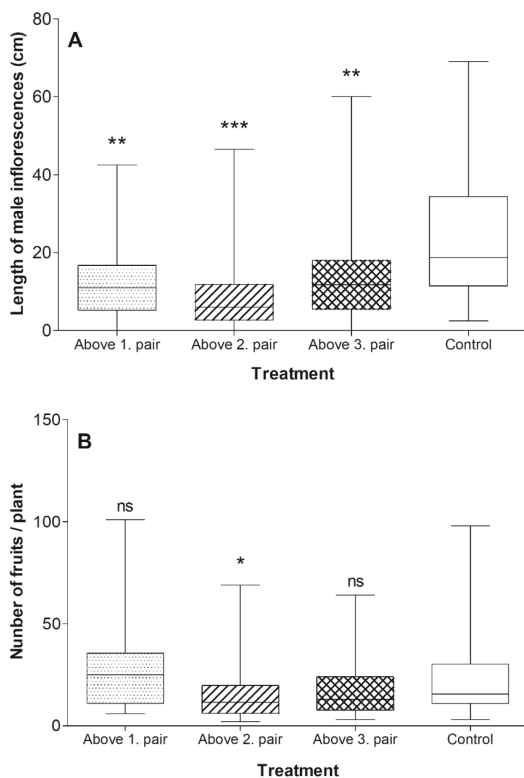 A
Length of male inflorescences (cm)
80
60
40
20
0
**
***
**
Above 1. pair Above 2. pair Above 3. pair Control
Treatment
B
Nunber of fruits / plant
150
100
50
0
ns
*
ns
Above 1. pair Above 2. pair Above 3. pair Control
Treatment